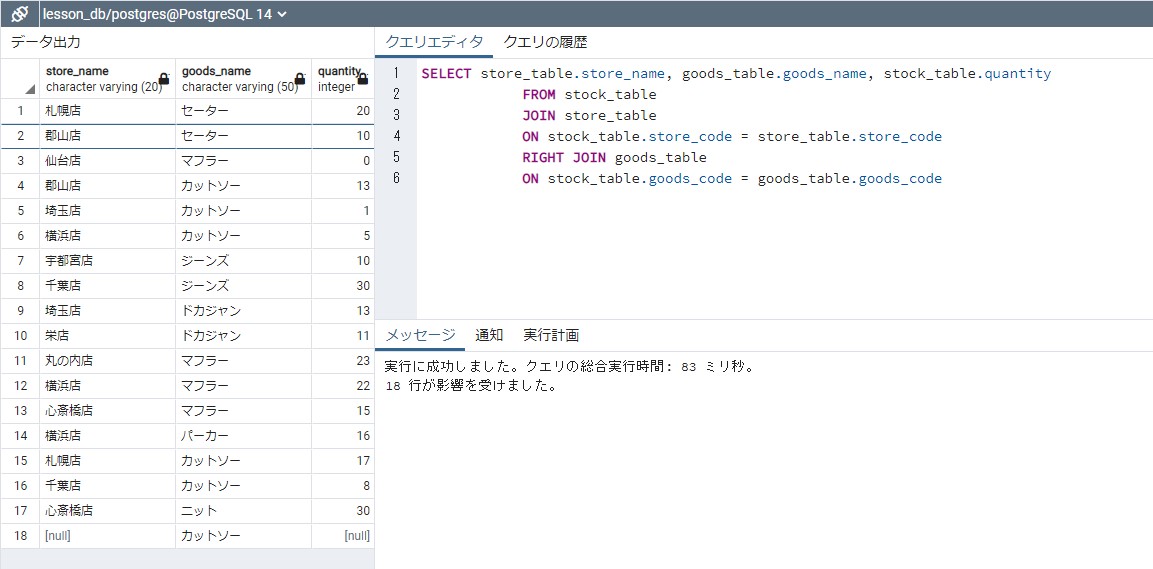 lesson_db/postgres@PostgreSQL 14
データ出力
store_name character varying (20) goods_name character varying (50) quantity integer
1 札幌店 セーター 20
2 郡山店 セーター 10
3 仙台店 マフラー 0
4 郡山店 カットソー 13
5 埼玉店 カットソー 1
6 横浜店 カットソー 5
7 宇都宮店 ジーンズ 10
8 千葉店 ジーンズ 30
9 埼玉店 ドカジャン 13
10 栄店 ドカジャン 11
11 丸の内店 マフラー 23
12 横浜店 マフラー 22
13 心斎橋店 マフラー 15
14 横浜店 パーカー 16
15 札幌店 カットソー 17
16 千葉店 カットソー 8
17 心斎橋店 ニット 30
18 [null] カットソー [null]
クエリエディタ クエリの履歴
1 SELECT store_table.store_name, goods_table.goods_name, stock_table.quantity
2 FROM stock_table
3 JOIN store_table
4 ON stock_table.store_code = store_table.store_code
5 RIGHT JOIN goods_table
6 ON stock_table.goods_code = goods_table.goods_code
メッセージ 通知 実行計画
実行に成功しました。クエリの総合実行時間: 83 ミリ秒。
18 行が影響を受けました。